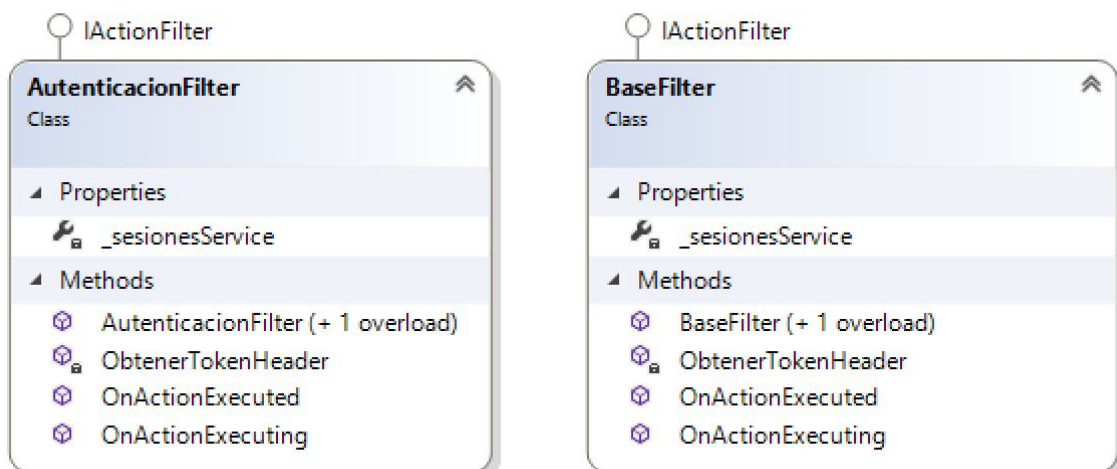 IActionFilter
AutenticacionFilter
Class
Properties
_sesionesService
Methods
AutenticacionFilter (+ 1 overload)
ObtenerTokenHeader
OnActionExecuted
OnActionExecuting
IActionFilter
BaseFilter
Class
Properties
_sesionesService
Methods
BaseFilter (+ 1 overload)
ObtenerTokenHeader
OnActionExecuted
OnActionExecuting